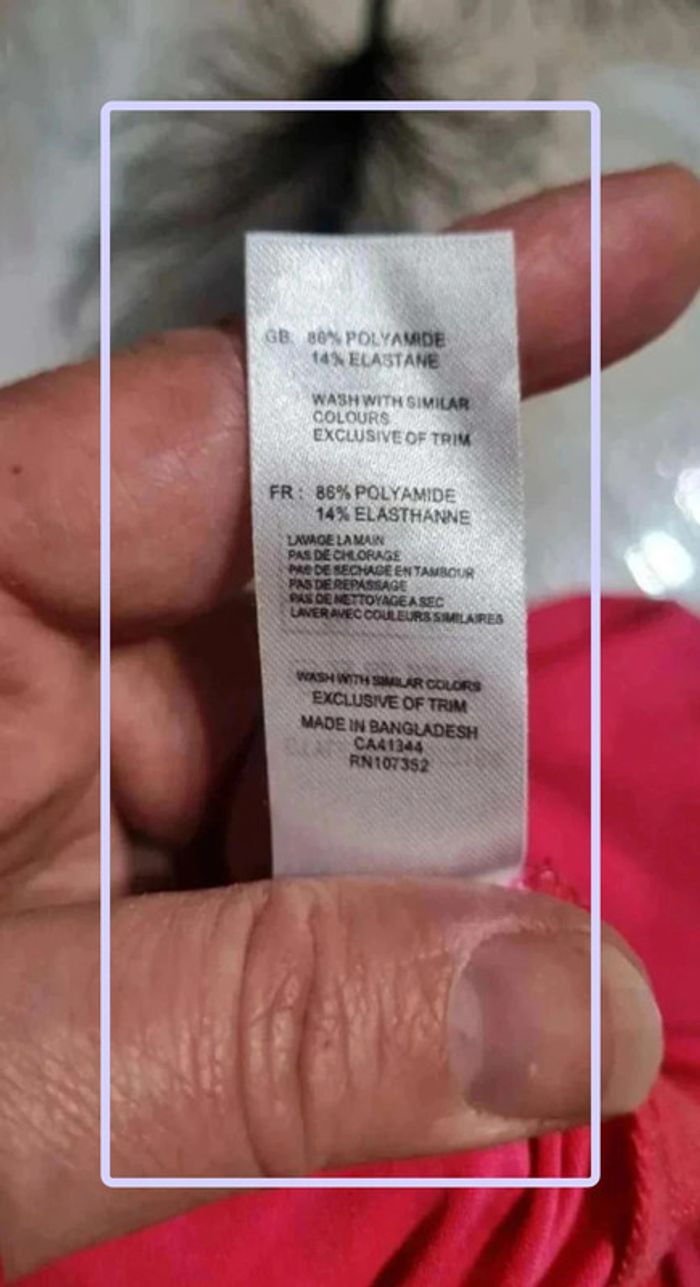 GB: 86% POLYAMIDE
14% ELASTANE
WASH WITH SIMILAR
COLOURS
EXCLUSIVE OF TRIM
FR : 86% POLYAMIDE
14% ELASTHANNE
LAVAGE LA MAIN
PAS DE CHLORAGE
PAS DE SECHAGE EN TAMBOUR
PAS DE REPASSAGE
PAS DE NETTOYAGE A SEC
LAVER AVEC COULEURS SIMILAIRES
WASH WITH SIMILAR COLORS
EXCLUSIVE OF TRIM
MADE IN BANGLADESH
CA41344
RN107352